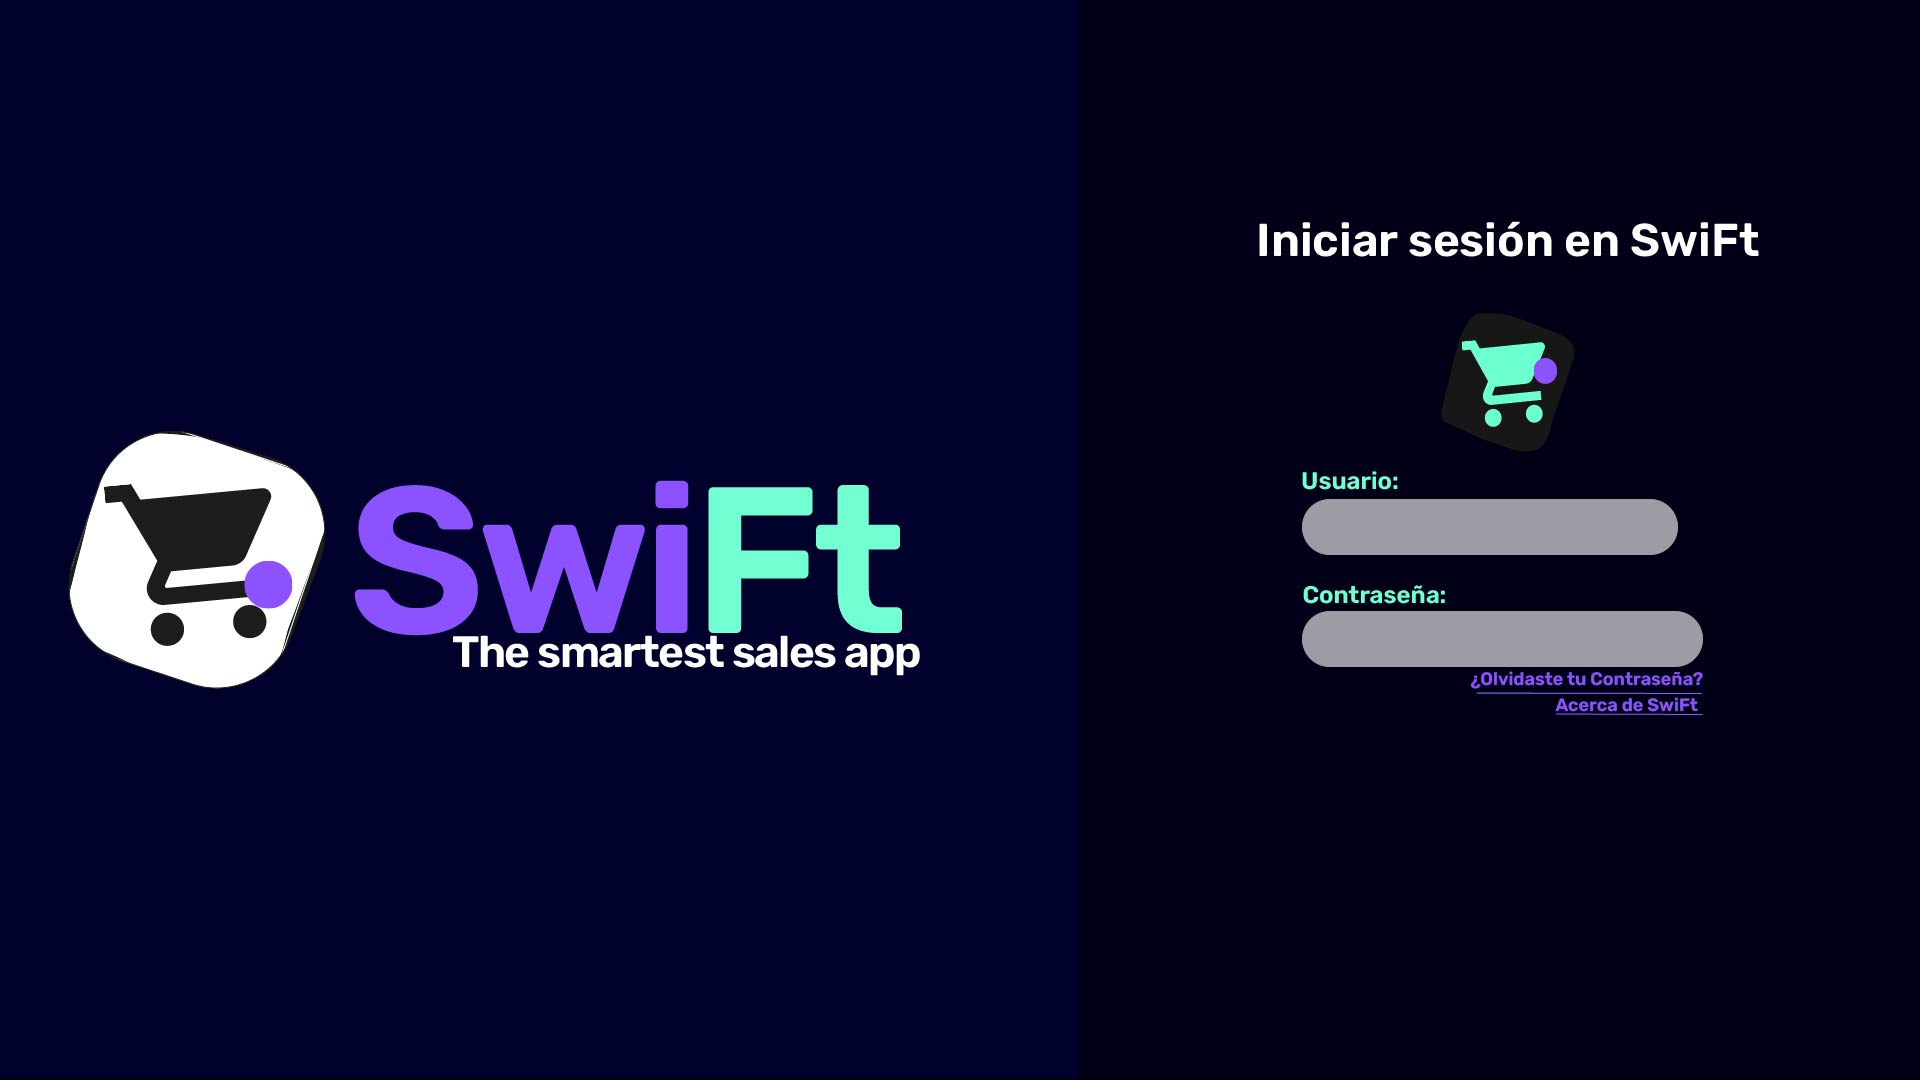 SwiFt
The smartest sales app
Iniciar sesión en SwiFt
Usuario:
Contraseña:
¿Olvidaste tu Contraseña?
Acerca de SwiFt